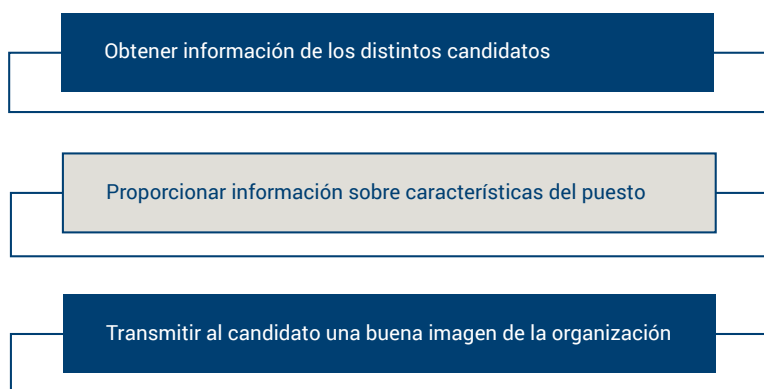 Obtener información de los distintos candidatos
Proporcionar información sobre características del puesto
Transmitir al candidato una buena imagen de la organización